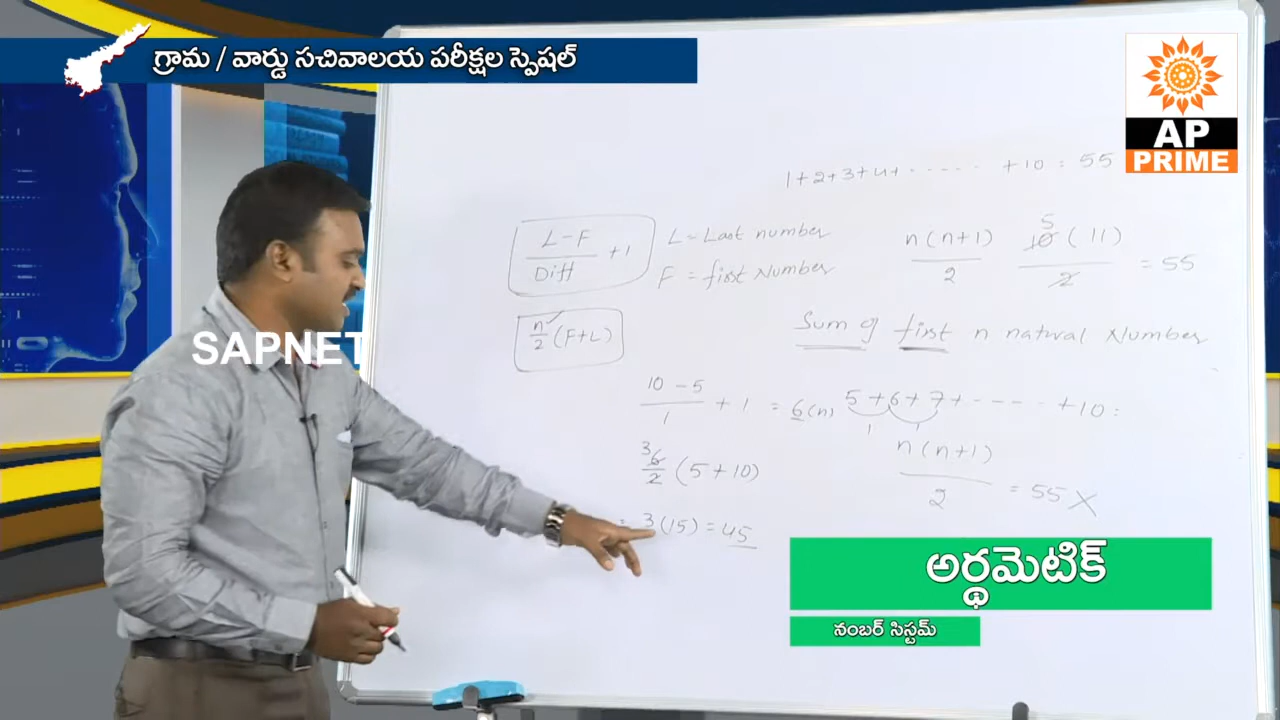 గ్రామ / వార్డు సచివాలయ పరీక్షల స్పెషల్
AP
PRIME
1+2+3+4+ ...... +10 = 55
L-F / Diff +1
L = Last number
F = first Number
n(n+1) / 2
5
10 (11) / 2 = 55
n/2 (F+L)
SAPNET
Sum of first n natural Number
10-5 / 1 + 1 = 6(n)
5+6+7+ ..... +10 =
1 1
3
6/2 (5+10)
n(n+1) / 2 = 55 X
= 3(15) = 45
అర్థమెటిక్
నంబర్ సిస్టమ్